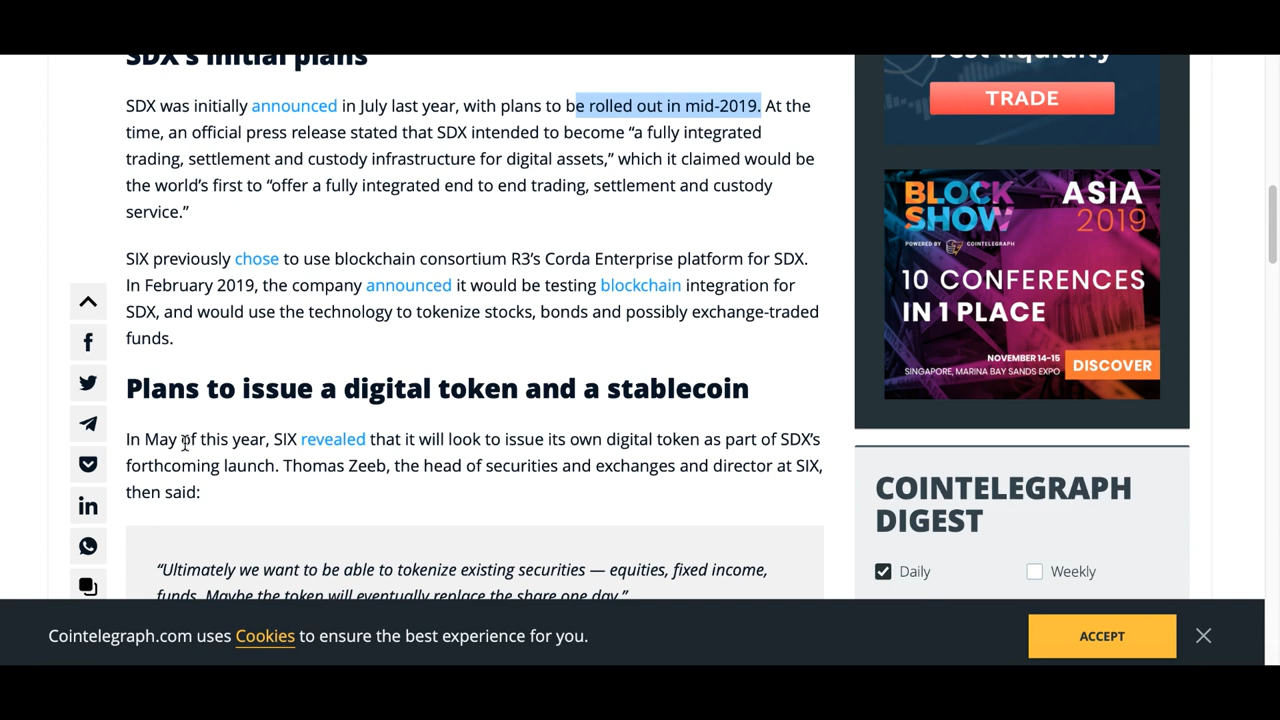 SDX's initial plans
SDX was initially announced in July last year, with plans to be rolled out in mid-2019. At the
time, an official press release stated that SDX intended to become “a fully integrated
trading, settlement and custody infrastructure for digital assets,” which it claimed would be
the world’s first to “offer a fully integrated end to end trading, settlement and custody
service.”
SIX previously chose to use blockchain consortium R3’s Corda Enterprise platform for SDX.
In February 2019, the company announced it would be testing blockchain integration for
SDX, and would use the technology to tokenize stocks, bonds and possibly exchange-traded
funds.
Plans to issue a digital token and a stablecoin
In May of this year, SIX revealed that it will look to issue its own digital token as part of SDX’s
forthcoming launch. Thomas Zeeb, the head of securities and exchanges and director at SIX,
then said:
“Ultimately we want to be able to tokenize existing securities — equities, fixed income,
funds. Maybe the token will eventually replace the share one day.”
Best liquidity
TRADE
BLOCK
SHOW
ASIA
2019
POWERED BY COINTELEGRAPH
10 CONFERENCES
IN 1 PLACE
NOVEMBER 14-15
SINGAPORE, MARINA BAY SANDS EXPO
DISCOVER
COINTELEGRAPH
DIGEST
Daily
Weekly
Cointelegraph.com uses Cookies to ensure the best experience for you.
ACCEPT